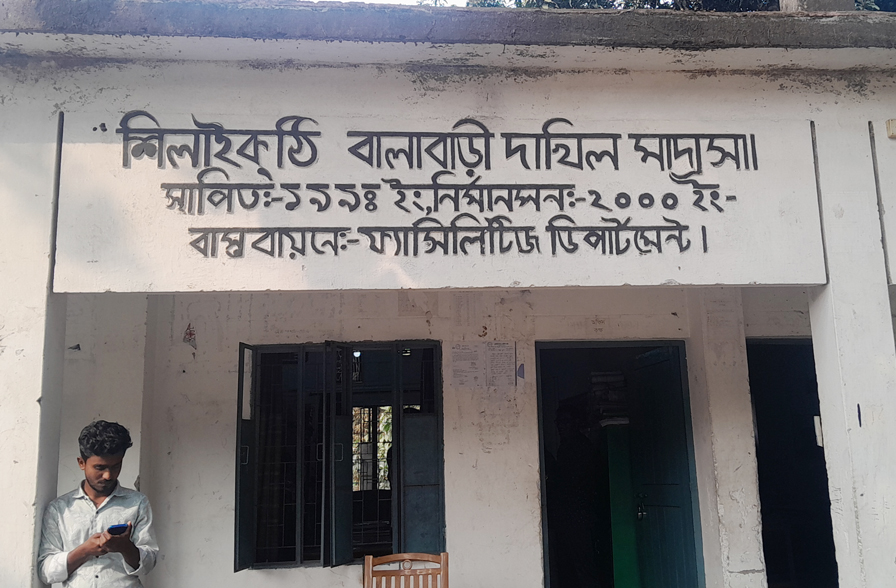 শিলাইকুঠি বালাবাড়ী দাখিল মাদ্রাসা।
স্থাপিতঃ-১৯৯৪ ইং,নির্মানসনঃ-২০০০ ইং-
বাস্তবায়নেঃ-ফ্যাসিলিটিজ ডিপার্টমেন্ট।